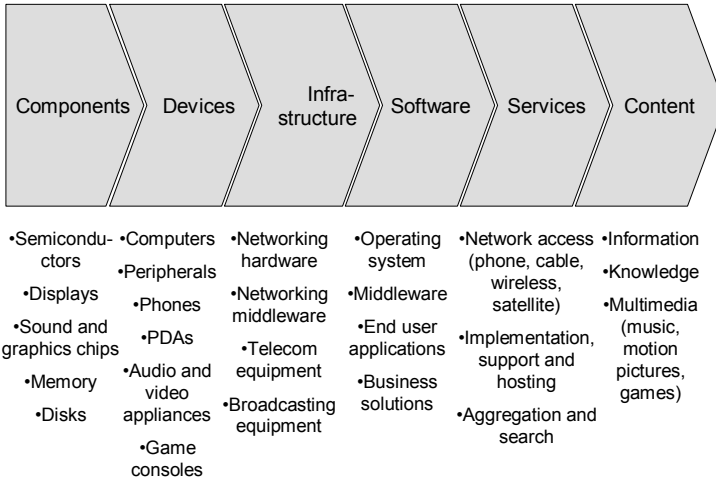 Components
Devices
Infra-
structure
Software
Services
Content
•Semicondu-
ctors
•Displays
•Sound and
graphics chips
•Memory
•Disks
•Computers
•Peripherals
•Phones
•PDAs
•Audio and
video
appliances
•Game
consoles
•Networking
hardware
•Networking
middleware
•Telecom
equipment
•Broadcasting
equipment
•Operating
system
•Middleware
•End user
applications
•Business
solutions
•Network access
(phone, cable,
wireless,
satellite)
•Implementation,
support and
hosting
•Aggregation and
search
•Information
•Knowledge
•Multimedia
(music,
motion
pictures,
games)